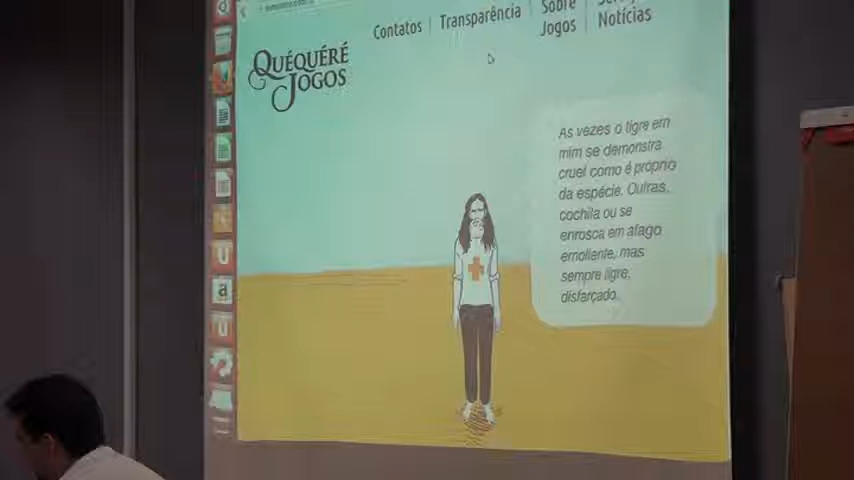 Contatos
Transparência
Sobre
Jogos
Notícias
QUÉQUÉRÉ
JOGOS
As vezes o tigre em
mim se demonstra
cruel como é próprio
da espécie. Outras,
cochila ou se
enrosca em afago
emoliente, mas
sempre tigre,
disfarçado.
a